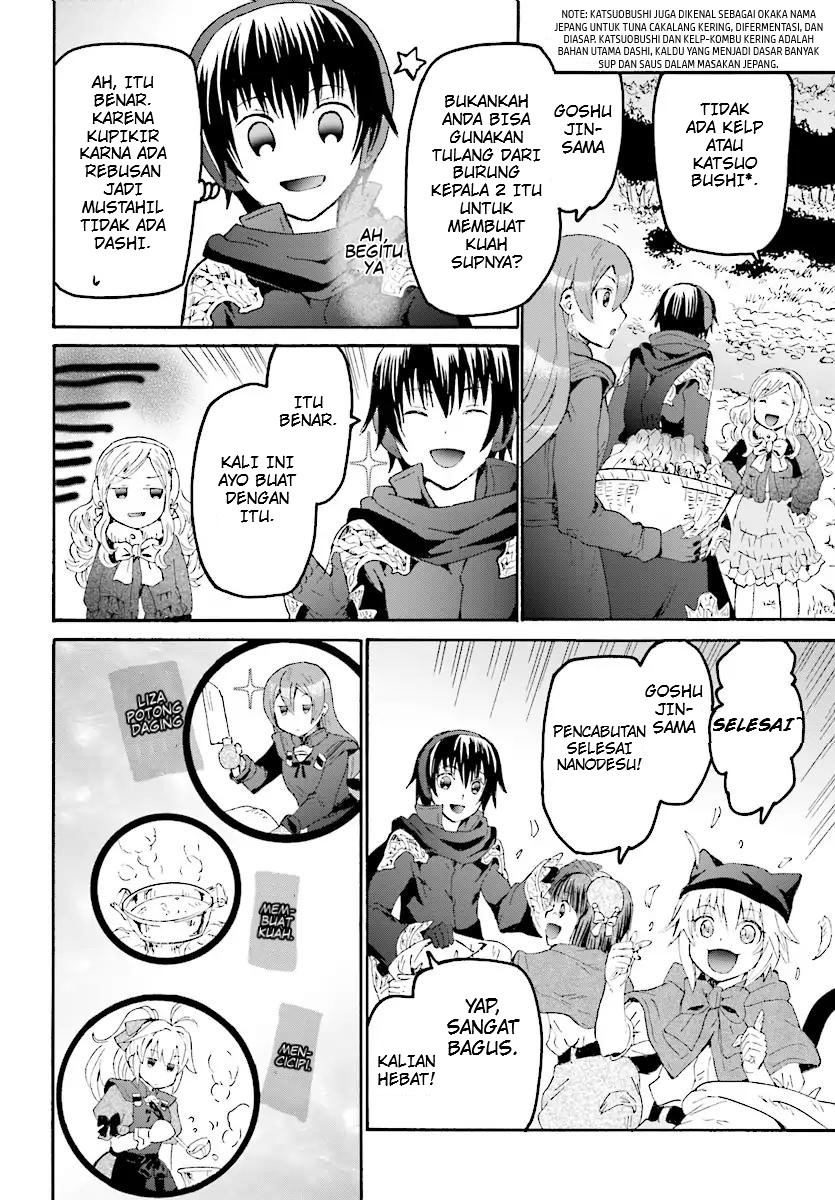 NOTE: KATSUOBUSHI JUGA DIKENAL SEBAGAI OKAKA NAMA
JEPANG UNTUK TUNA CAKALANG KERING, DIFERMENTASI, DAN
DIASAP. KATSUOBUSHI DAN KELP-KOMBU KERING ADALAH
BAHAN UTAMA DASHI, KALDU YANG MENJADI DASAR BANYAK
SUP DAN SAUS DALAM MASAKAN JEPANG.
TIDAK
ADA KELP
ATAU
KATSUO
BUSHI*.
GOSHU
JIN-
SAMA
BUKANKAH
ANDA BISA
GUNAKAN
TULANG DARI
BURUNG
KEPALA 2 ITU
UNTUK
MEMBUAT
KUAH
SUPNYA?
AH,
BEGITU
YA
AH, ITU
BENAR.
KARENA
KUPIKIR
KARNA ADA
REBUSAN
JADI
MUSTAHIL
TIDAK ADA
DASHI.
ITU
BENAR.
KALI INI
AYO BUAT
DENGAN
ITU.
SELESAI~
GOSHU
JIN-
SAMA
PENCABUTAN
SELESAI
NANODESU!
YAP,
SANGAT
BAGUS.
KALIAN
HEBAT!
LIZA
POTONG
DAGING
MEM-
BUAT
KUAH.
MEN-
CICIPI.